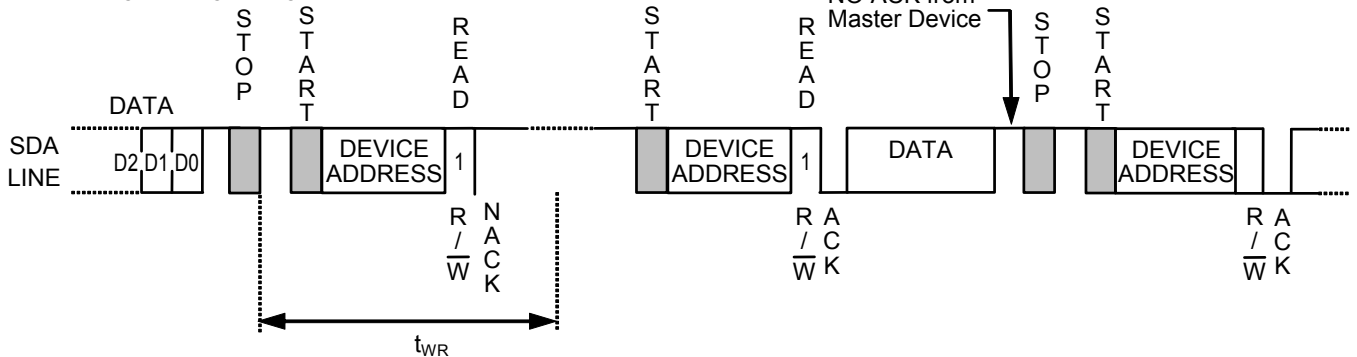 NO ACK from
Master Device
STOP
START
READ
START
READ
STOP
START
DATA
SDA
LINE
D2
D1
D0
DEVICE
ADDRESS
1
DEVICE
ADDRESS
1
DATA
DEVICE
ADDRESS
R/W
NACK
R/W
ACK
R/W
ACK
tWR